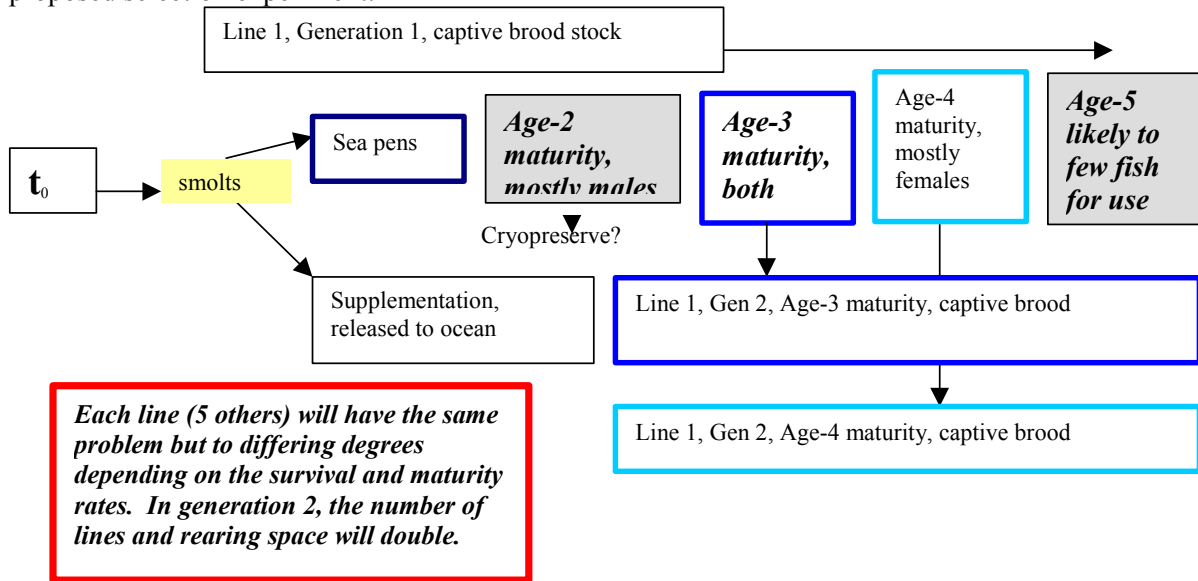 proposed selection experiment.
Line 1, Generation 1, captive brood stock
t0
smolts
Sea pens
Age-2
maturity,
mostly males
Cryopreserve?
Age-3
maturity,
both
Age-4
maturity,
mostly
females
Age-5
likely to
few fish
for use
Supplementation,
released to ocean
Line 1, Gen 2, Age-3 maturity, captive brood
Line 1, Gen 2, Age-4 maturity, captive brood
Each line (5 others) will have the same
problem but to differing degrees
depending on the survival and maturity
rates. In generation 2, the number of
lines and rearing space will double.